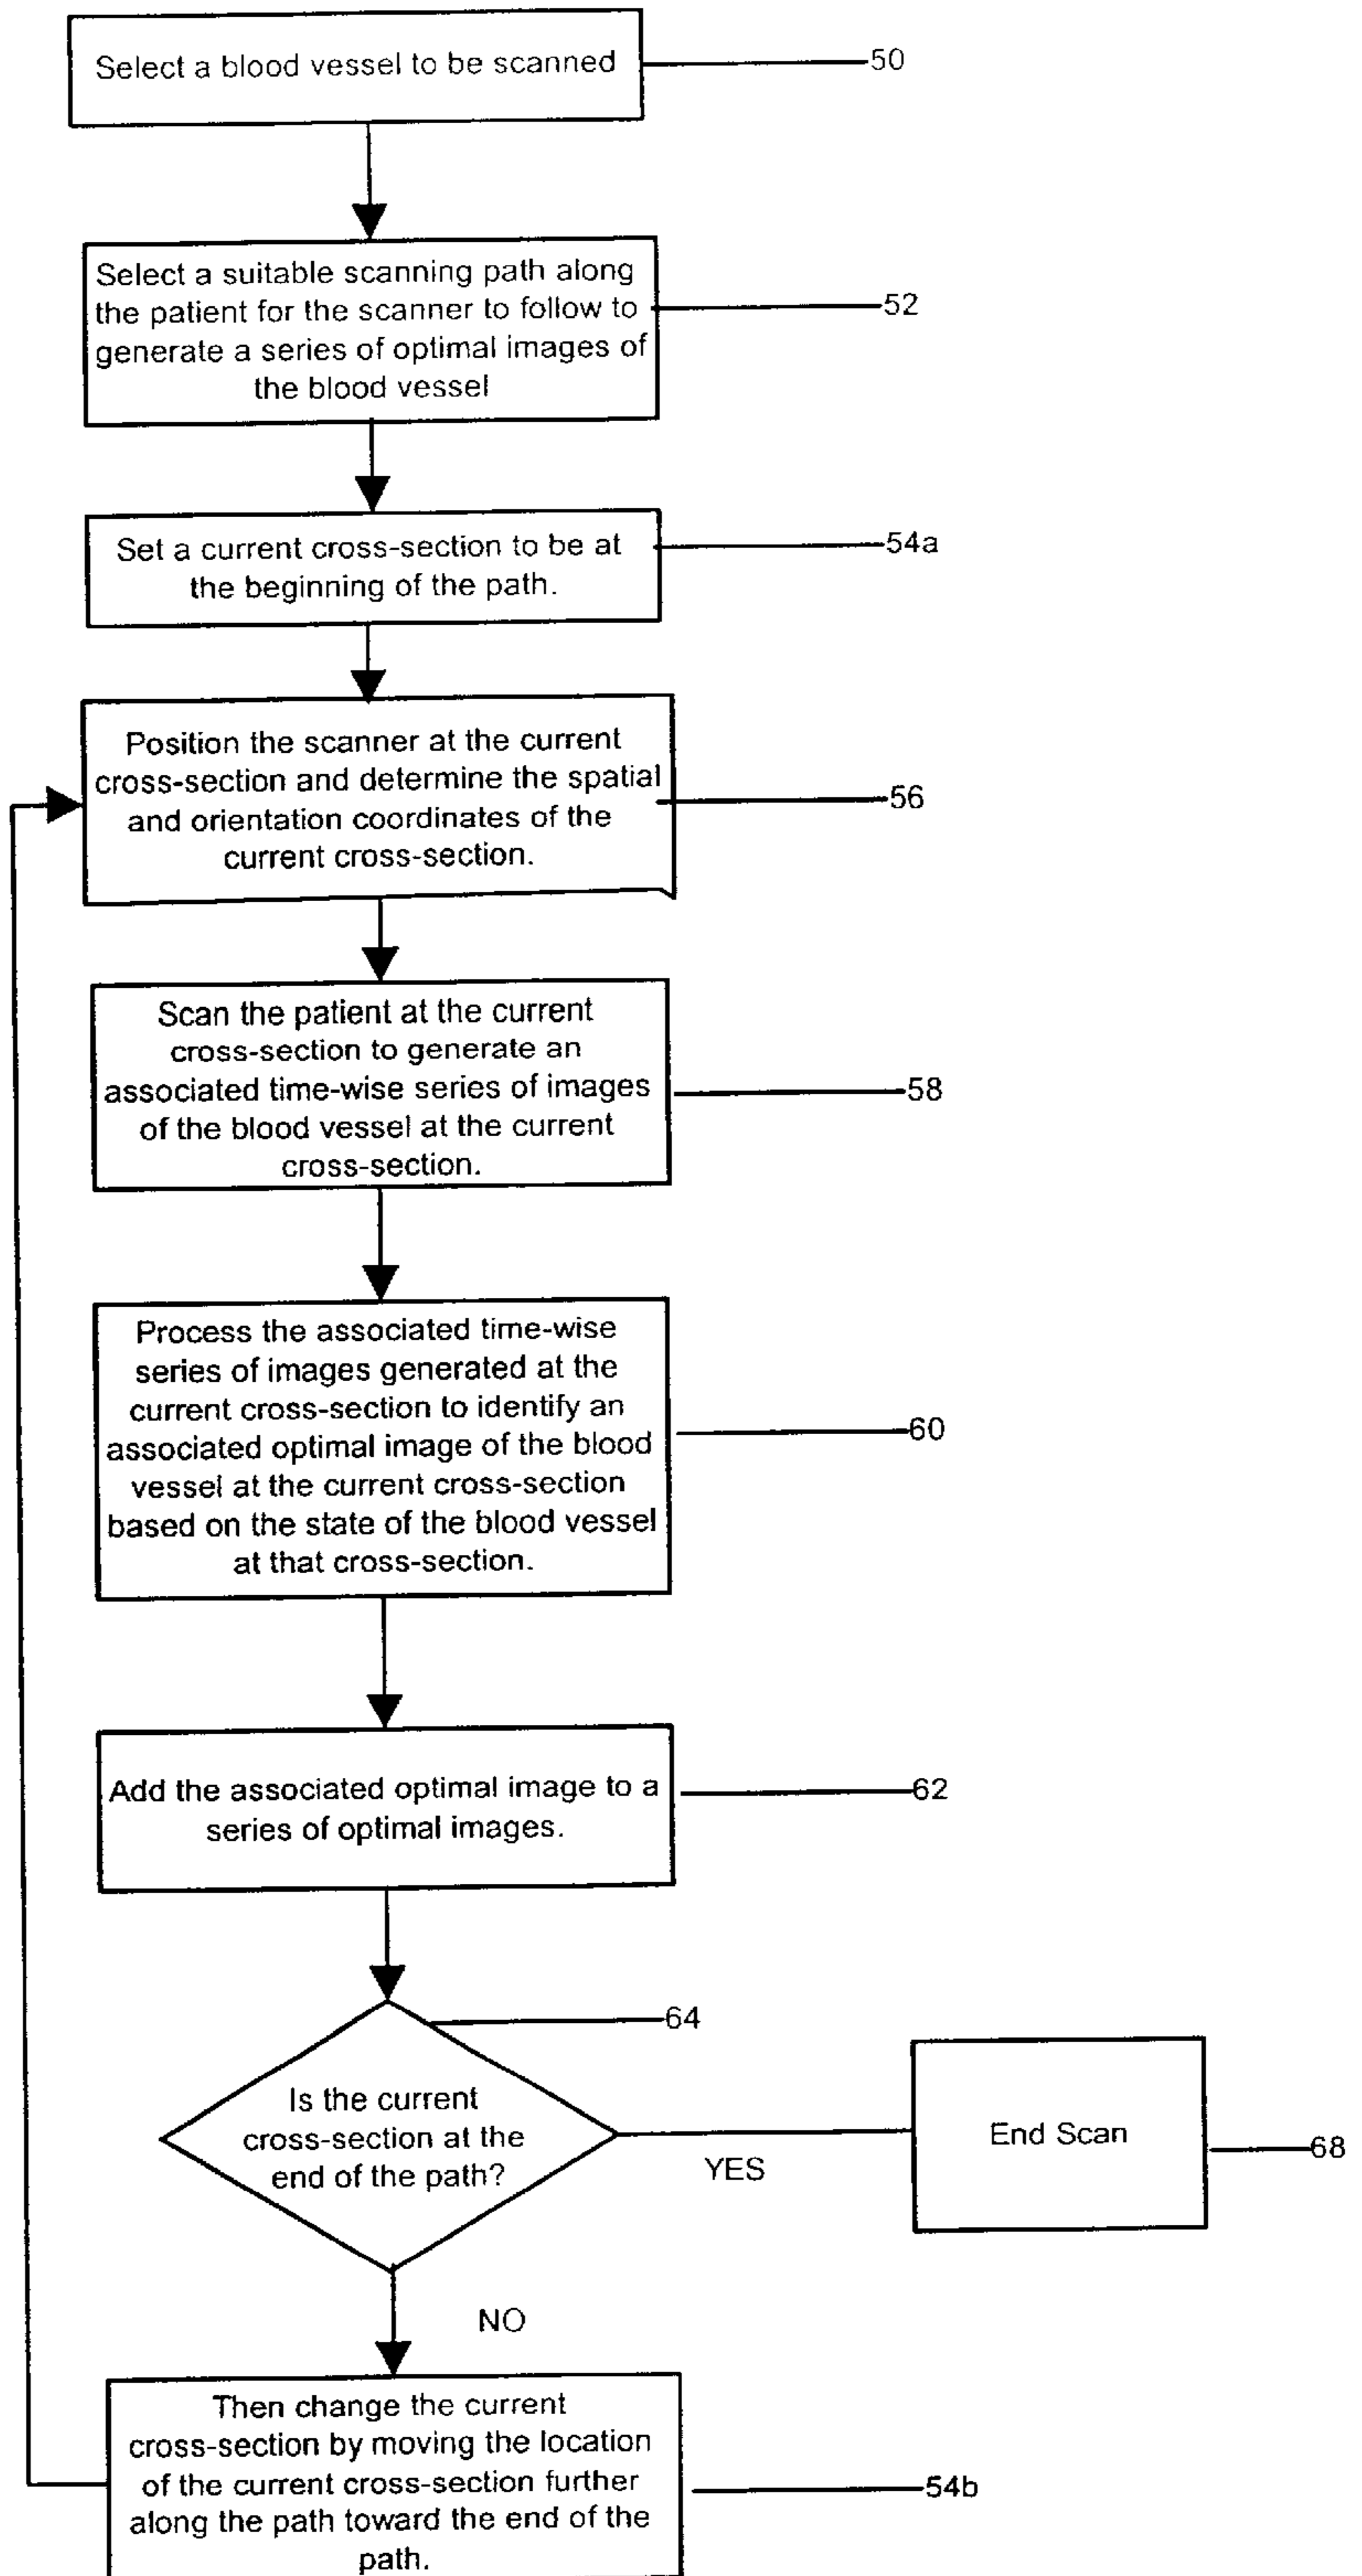 Select a blood vessel to be scanned
50
Select a suitable scanning path along
the patient for the scanner to follow to
generate a series of optimal images of
the blood vessel
52
Set a current cross-section to be at
the beginning of the path.
54a
Position the scanner at the current
cross-section and determine the spatial
and orientation coordinates of the
current cross-section.
56
Scan the patient at the current
cross-section to generate an
associated time-wise series of images
of the blood vessel at the current
cross-section.
58
Process the associated time-wise
series of images generated at the
current cross-section to identify an
associated optimal image of the blood
vessel at the current cross-section
based on the state of the blood vessel
at that cross-section.
60
Add the associated optimal image to a
series of optimal images.
62
64
Is the current
cross-section at the
end of the path?
YES
End Scan
68
NO
Then change the current
cross-section by moving the location
of the current cross-section further
along the path toward the end of the
path.
54b